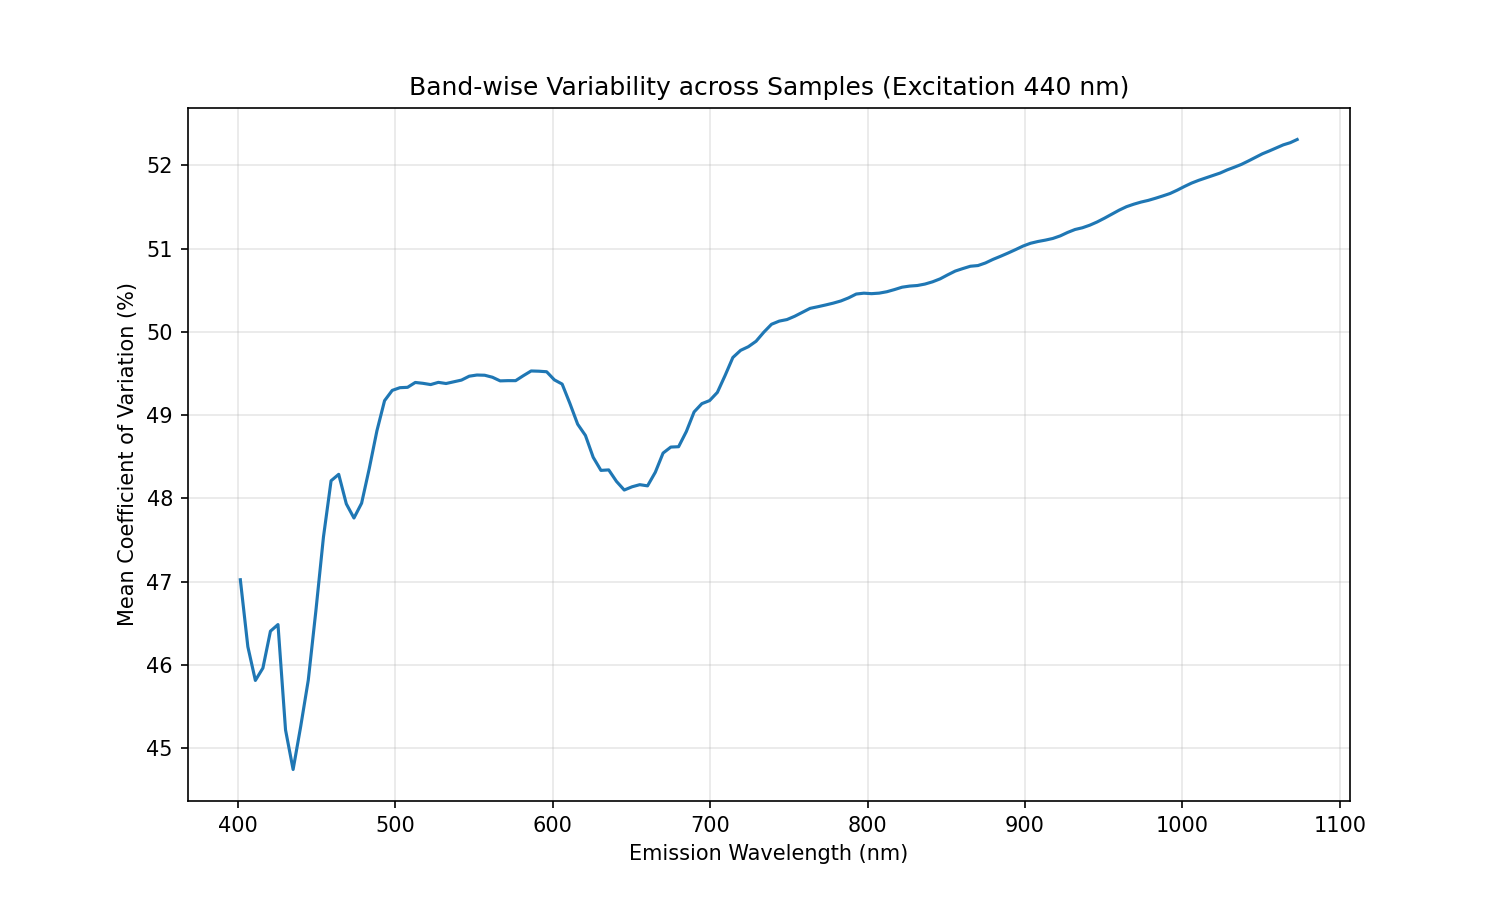 Band-wise Variability across Samples (Excitation 440 nm)
Mean Coefficient of Variation (%)
52
51
50
49
48
47
46
45
400 500 600 700 800 900 1000 1100
Emission Wavelength (nm)